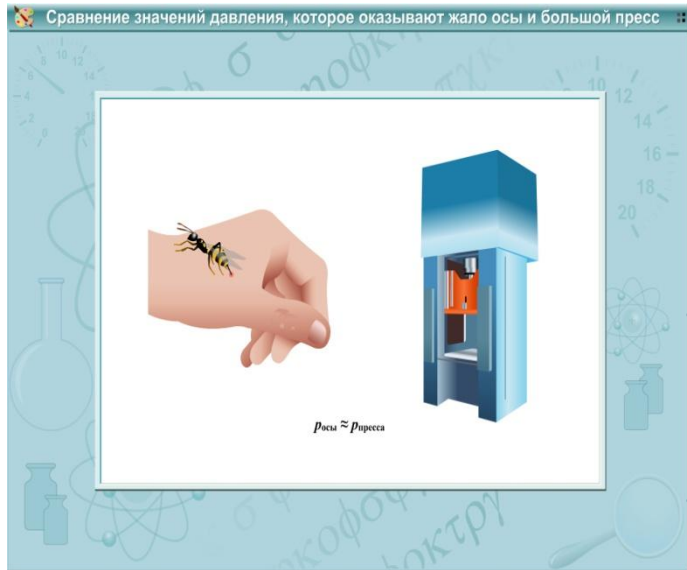 Сравнение значений давления, которое оказывают жало осы и большой пресс
pосы ≈ pпресса